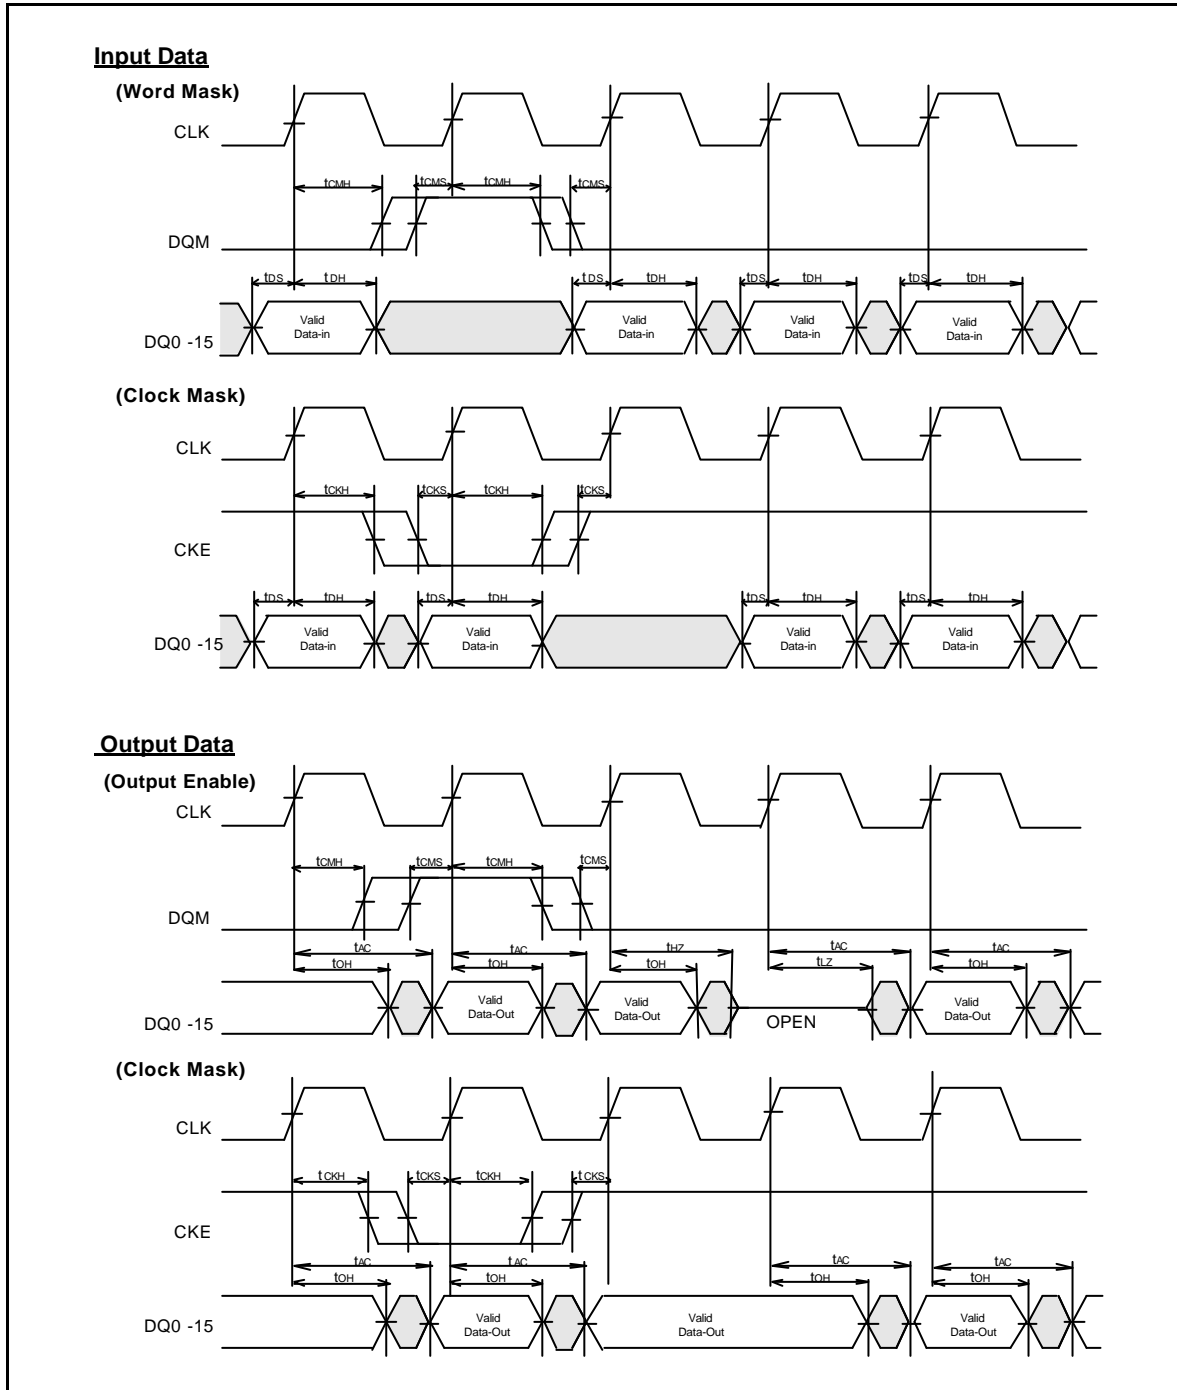 Input Data
(Word Mask)
CLK
tCMH tCMS tCMH tCMS
DQM
tDS tDH tDS tDH tDS tDH tDS tDH
Valid Data-in Valid Data-in Valid Data-in Valid Data-in
DQ0 -15
(Clock Mask)
CLK
tCKH tCKS tCKH tCKS
CKE
tDS tDH tDS tDH tDS tDH tDS tDH
Valid Data-in Valid Data-in Valid Data-in Valid Data-in
DQ0 -15
Output Data
(Output Enable)
CLK
tCMH tCMS tCMH tCMS
DQM
tAC tAC tHZ tAC tAC
tOH tOH tOH tLZ tOH
Valid Data-Out Valid Data-Out Valid Data-Out
DQ0 -15 OPEN
(Clock Mask)
CLK
tCKH tCKS tCKH tCKS
CKE
tAC tAC tAC tAC
tOH tOH tOH tOH
Valid Data-Out Valid Data-Out Valid Data-Out
DQ0 -15